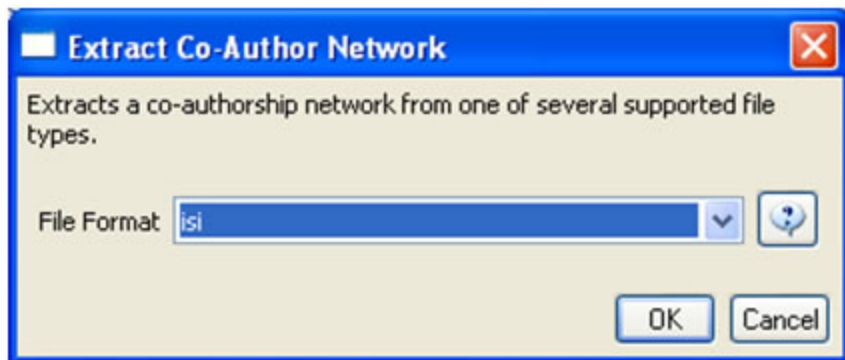 Extract Co-Author Network
Extracts a co-authorship network from one of several supported file
types.
File Format isi
OK Cancel